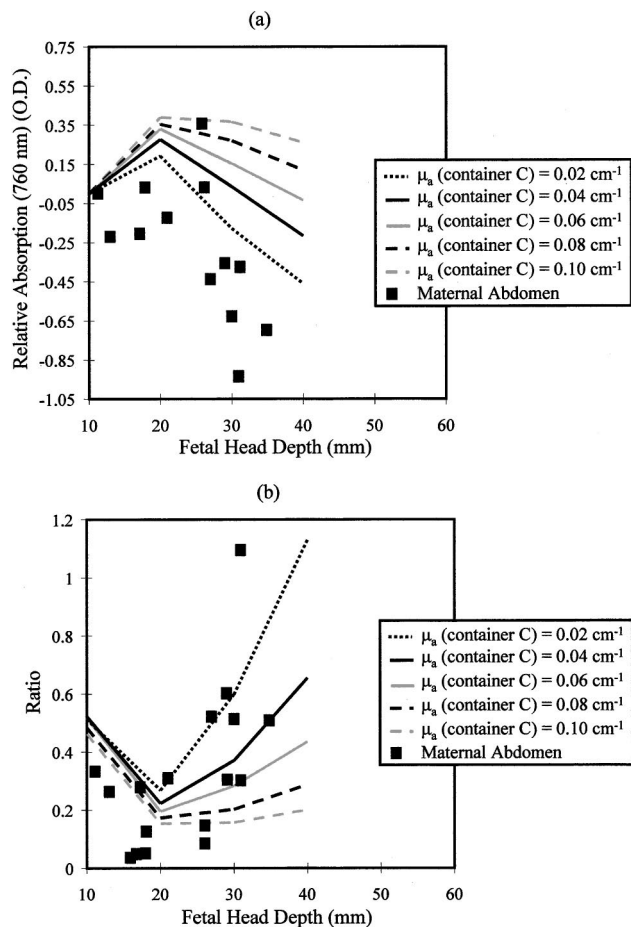 (a)
Relative Absorption (760 nm) (O.D.)
0.75
0.55
0.35
0.15
-0.05
-0.25
-0.45
-0.65
-0.85
-1.05
10 20 30 40 50 60
Fetal Head Depth (mm)
μa (container C) = 0.02 cm-1
μa (container C) = 0.04 cm-1
μa (container C) = 0.06 cm-1
μa (container C) = 0.08 cm-1
μa (container C) = 0.10 cm-1
Maternal Abdomen
(b)
Ratio
1.2
1
0.8
0.6
0.4
0.2
0
10 20 30 40 50 60
Fetal Head Depth (mm)
μa (container C) = 0.02 cm-1
μa (container C) = 0.04 cm-1
μa (container C) = 0.06 cm-1
μa (container C) = 0.08 cm-1
μa (container C) = 0.10 cm-1
Maternal Abdomen